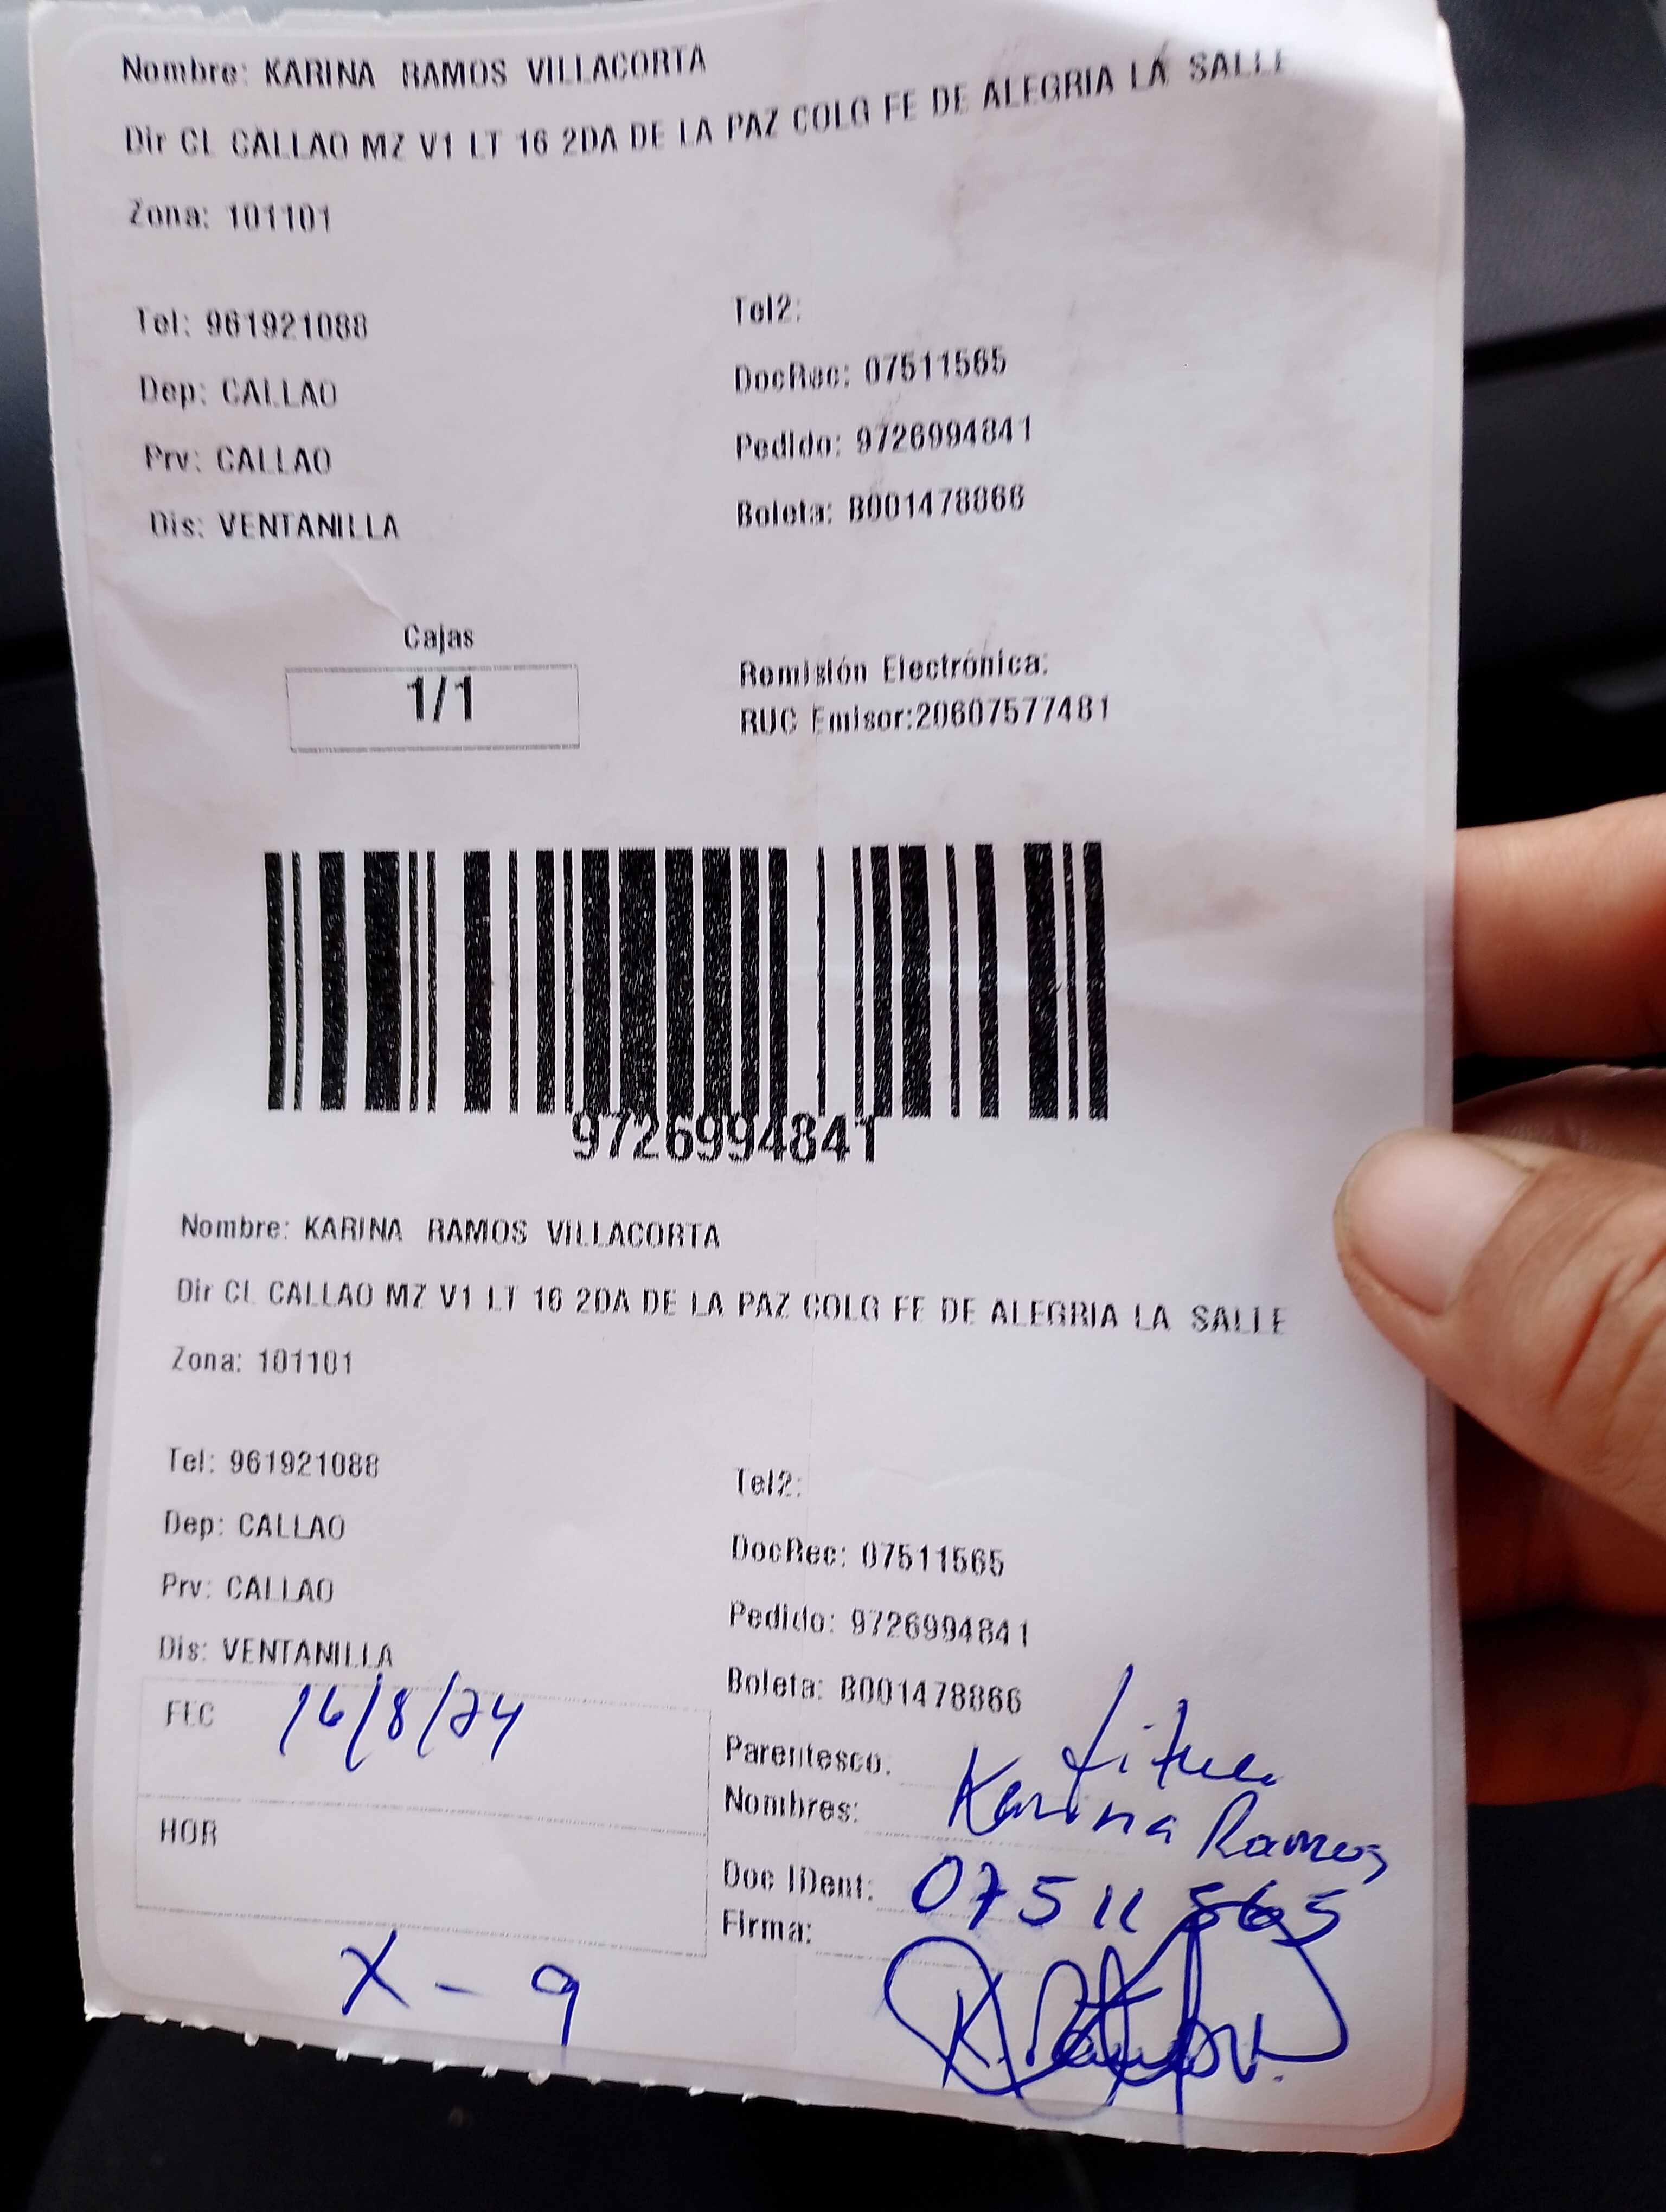 Nombre: KARINA RAMOS VILLACORTA
Dir CL CALLAO MZ V1 LT 16 2DA DE LA PAZ COLG FE DE ALEGRIA LA SALLE
Zona: 101101
Tel: 961921088
Tel2:
DocRec: 07511565
Dep: CALLAO
Pedido: 9726994841
Prv: CALLAO
Boleta: B001478866
Dis: VENTANILLA
Cajas
1/1
Remisión Electrónica:
RUC Emisor:20607577481
9726994841
Nombre: KARINA RAMOS VILLACORTA
Dir CL CALLAO MZ V1 LT 16 2DA DE LA PAZ COLG FE DE ALEGRIA LA SALLE
Zona: 101101
Tel: 961921088
Tel2:
Dep: CALLAO
DocRec: 07511565
Prv: CALLAO
Pedido: 9726994841
Dis: VENTANILLA
Boleta: B001478866
FEC 16/8/24
Parentesco:
Nombres: Karina Ramos
HOR
Doc IDent: 07511565
Firma:
X - 9